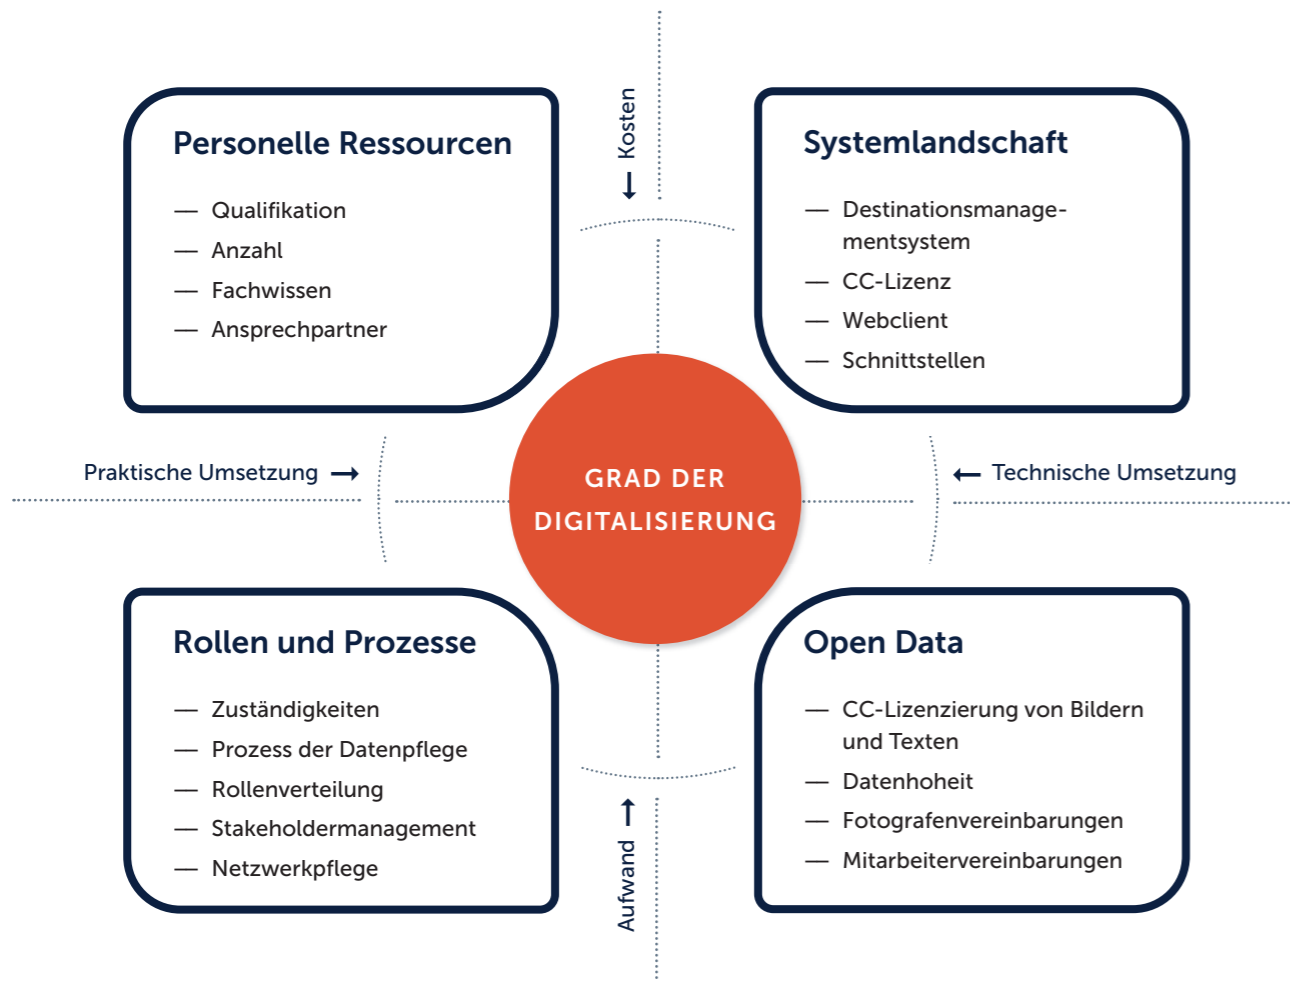 Kosten
Personelle Ressourcen
— Qualifikation
— Anzahl
— Fachwissen
— Ansprechpartner
Systemlandschaft
— Destinationsmanage-
mentsystem
— CC-Lizenz
— Webclient
— Schnittstellen
Praktische Umsetzung →
GRAD DER
DIGITALISIERUNG
← Technische Umsetzung
Rollen und Prozesse
— Zuständigkeiten
— Prozess der Datenpflege
— Rollenverteilung
— Stakeholdermanagement
— Netzwerkpflege
Open Data
— CC-Lizenzierung von Bildern
und Texten
— Datenhoheit
— Fotografenvereinbarungen
— Mitarbeitervereinbarungen
Aufwand